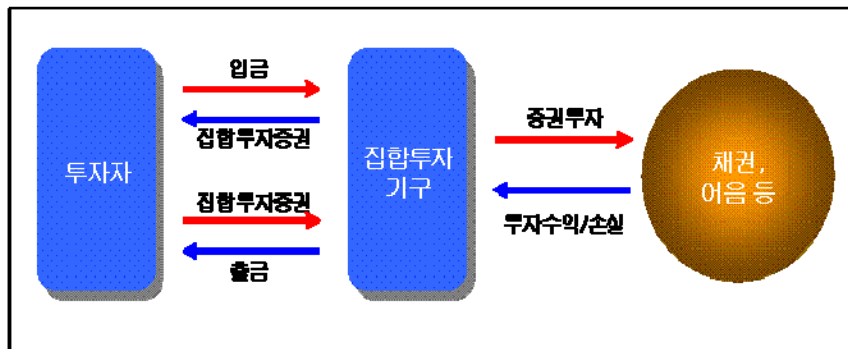 투자자
입금
집합투자증권
집합투자증권
출금
집합투자
기구
증권투자
투자수익/손실
채권,
어음 등